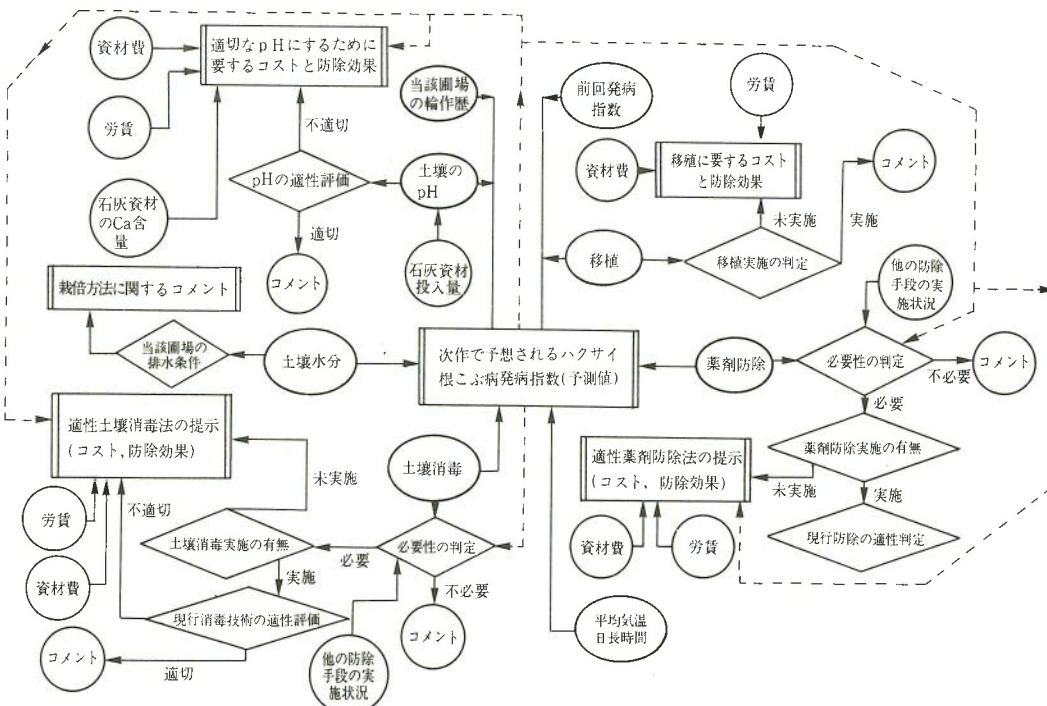 資材費
適切なpHにするために
要するコストと防除効果
労賃
不適切
石灰資材
のCa含
量
pHの適性評価
適切
コメント
当該圃場
の輪作歴
土壌の
pH
石灰資材
投入量
前回発病
指数
労賃
資材費
移植に要するコスト
と防除効果
コメント
未実施
実施
移植
移植実施の判定
他の防除
手段の実
施状況
栽培方法に関するコメント
当該圃場の
排水条件
土壌水分
次作で予想されるハクサイ
根こぶ病発病指数(予測値)
薬剤防除
必要性の判定
不必要
コメント
必要
薬剤防除実施の有無
未実施
実施
現行防除の適性判定
適性薬剤防除法の提示
(コスト, 防除効果)
資材費
労賃
適性土壌消毒法の提示
(コスト, 防除効果)
未実施
不適切
土壌消毒
労賃
資材費
土壌消毒実施の有無
必要
必要性の判定
実施
不必要
現行消毒技術の適性評価
コメント
適切
コメント
他の防除
手段の実
施状況
平均気温
日長時間